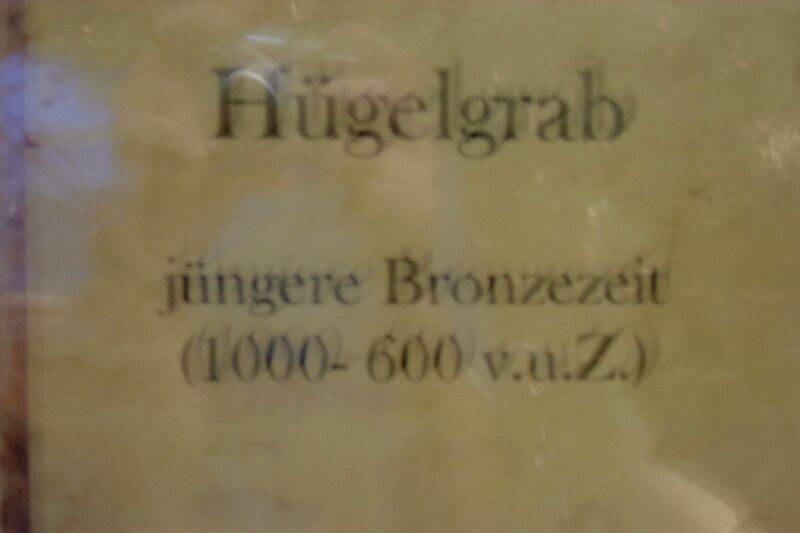 Hügelgrab
jüngere Bronzezeit
(1000- 600 v.u.Z.)